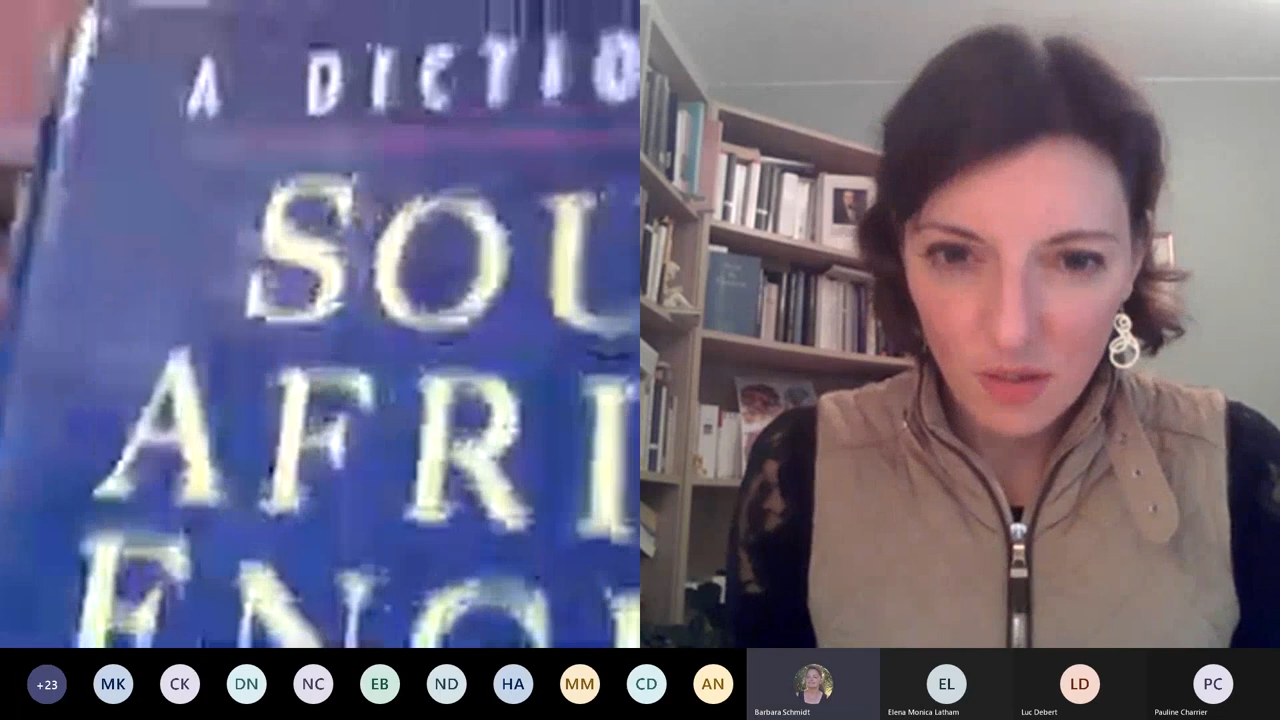 A DICTIO
SOU
AFRI
ENGL
+23
MK
CK
DN
NC
EB
ND
HA
MM
CD
AN
EL
LD
PC
Barbara Schmidt
Elena Monica Latham
Luc Debert
Pauline Charrier